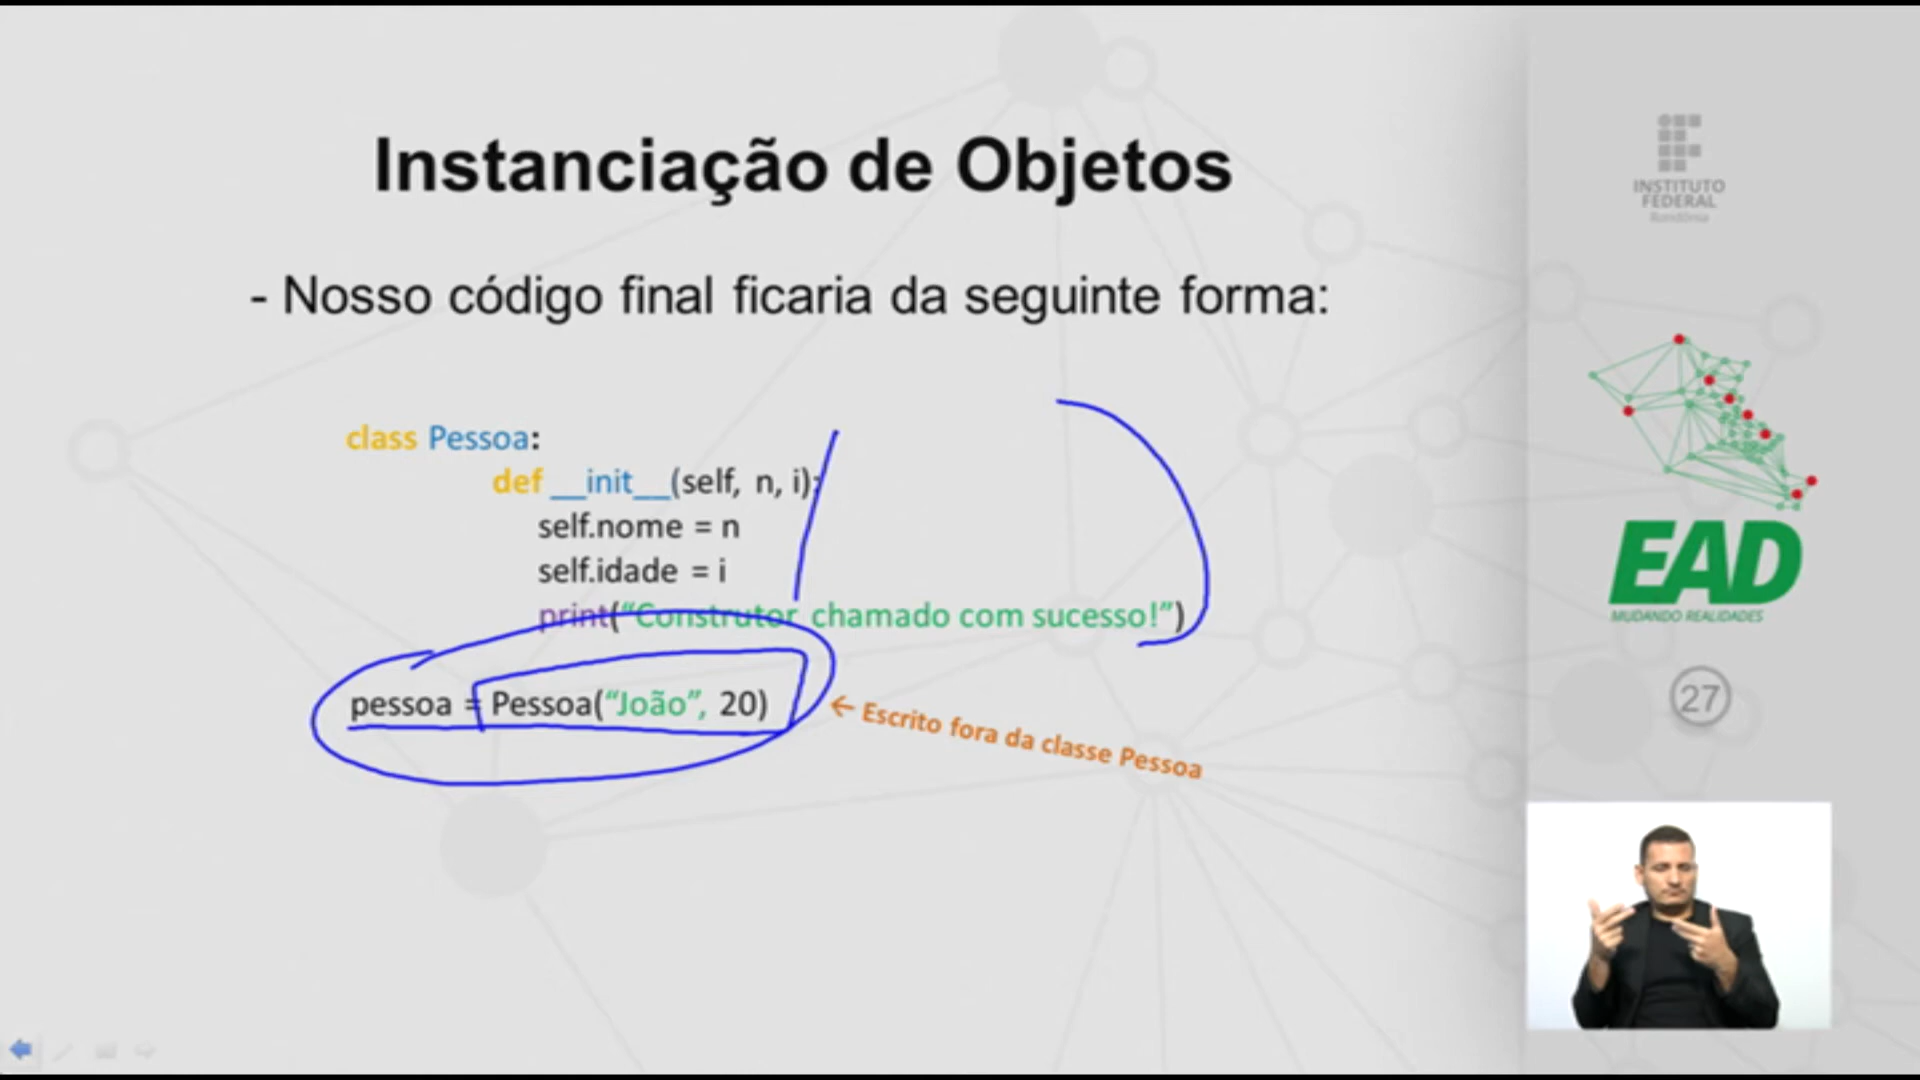 Instanciação de Objetos
- Nosso código final ficaria da seguinte forma:
class Pessoa:
def __init__(self, n, i):
self.nome = n
self.idade = i
print(“Construtor chamado com sucesso!”)
pessoa = Pessoa(“João”, 20)
← Escrito fora da classe Pessoa
INSTITUTO
FEDERAL
Rondônia
EAD
MUDANDO REALIDADES
27